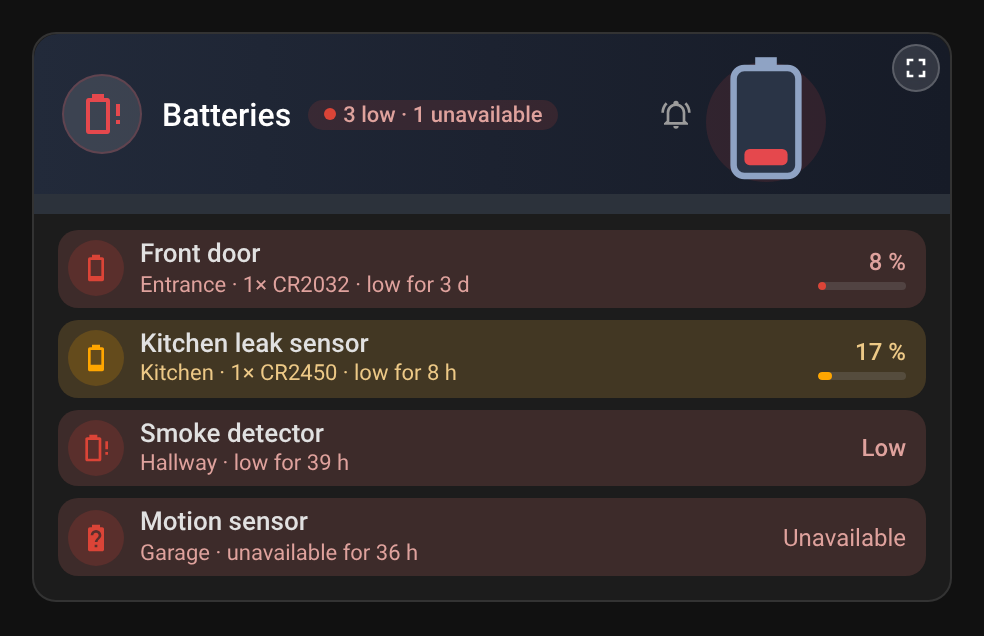 Batteries
3 low · 1 unavailable
Front door
8 %
Entrance · 1× CR2032 · low for 3 d
Kitchen leak sensor
17 %
Kitchen · 1× CR2450 · low for 8 h
Smoke detector
Low
Hallway · low for 39 h
Motion sensor
Unavailable
Garage · unavailable for 36 h